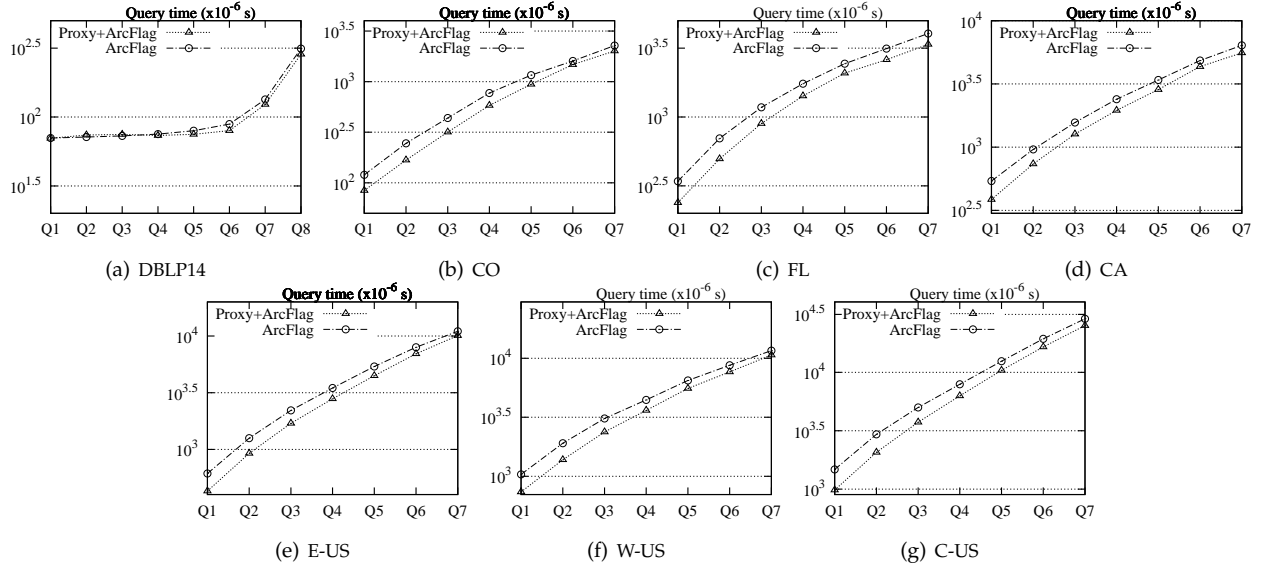 Query time (x10^-6 s)
Proxy+ArcFlag
ArcFlag
10^2.5
10^2
10^1.5
Q1 Q2 Q3 Q4 Q5 Q6 Q7 Q8
(a) DBLP14
Query time (x10^-6 s)
Proxy+ArcFlag
ArcFlag
10^3.5
10^3
10^2.5
10^2
Q1 Q2 Q3 Q4 Q5 Q6 Q7
(b) CO
Query time (x10^-6 s)
Proxy+ArcFlag
ArcFlag
10^3.5
10^3
10^2.5
Q1 Q2 Q3 Q4 Q5 Q6 Q7
(c) FL
Query time (x10^-6 s)
Proxy+ArcFlag
ArcFlag
10^4
10^3.5
10^3
10^2.5
Q1 Q2 Q3 Q4 Q5 Q6 Q7
(d) CA
Query time (x10^-6 s)
Proxy+ArcFlag
ArcFlag
10^4
10^3.5
10^3
Q1 Q2 Q3 Q4 Q5 Q6 Q7
(e) E-US
Query time (x10^-6 s)
Proxy+ArcFlag
ArcFlag
10^4
10^3.5
10^3
Q1 Q2 Q3 Q4 Q5 Q6 Q7
(f) W-US
Query time (x10^-6 s)
Proxy+ArcFlag
ArcFlag
10^4.5
10^4
10^3.5
10^3
Q1 Q2 Q3 Q4 Q5 Q6 Q7
(g) C-US